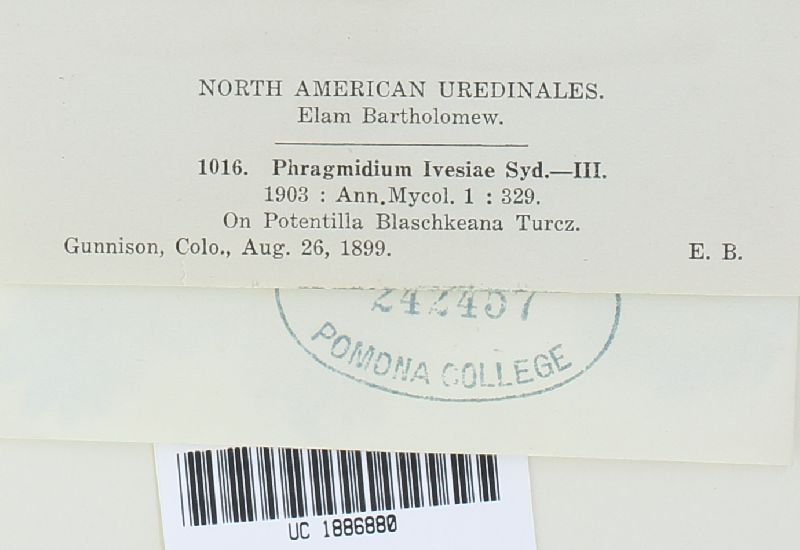 NORTH AMERICAN UREDINALES.
Elam Bartholomew.
1016. Phragmidium Ivesiae Syd.—III.
1903 : Ann.Mycol. 1 : 329.
On Potentilla Blaschkeana Turcz.
Gunnison, Colo., Aug. 26, 1899. E. B.
242457
POMONA COLLEGE
UC 1886880